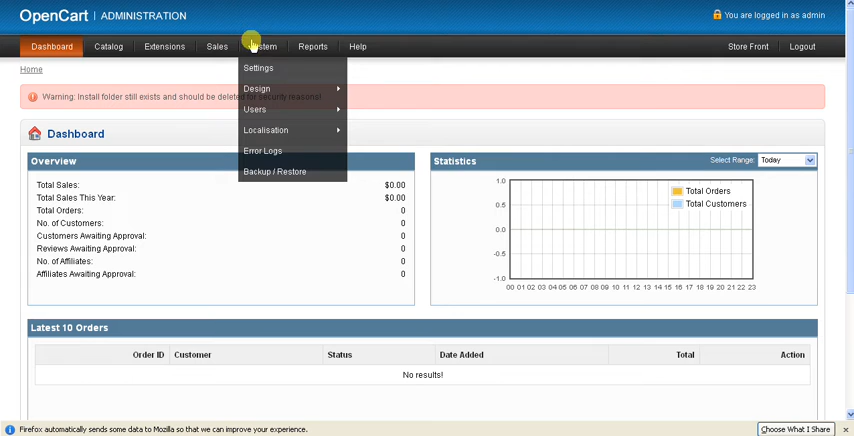 OpenCart | ADMINISTRATION
You are logged in as admin
Dashboard Catalog Extensions Sales System Reports Help Store Front Logout
Home
Settings
Warning: Install folder still exists and should be deleted for security reasons!
Design
Users
Localisation
Error Logs
Backup / Restore
Dashboard
Overview
Total Sales: $0.00
Total Sales This Year: $0.00
Total Orders: 0
No. of Customers: 0
Customers Awaiting Approval: 0
Reviews Awaiting Approval: 0
No. of Affiliates: 0
Affiliates Awaiting Approval: 0
Statistics Select Range: Today
1.0
0.5
0.0
-0.5
-1.0
Total Orders
Total Customers
00 01 02 03 04 05 06 07 08 09 10 11 12 13 14 15 16 17 18 19 20 21 22 23
Latest 10 Orders
Order ID Customer Status Date Added Total Action
No results!
Firefox automatically sends some data to Mozilla so that we can improve your experience. Choose What I Share